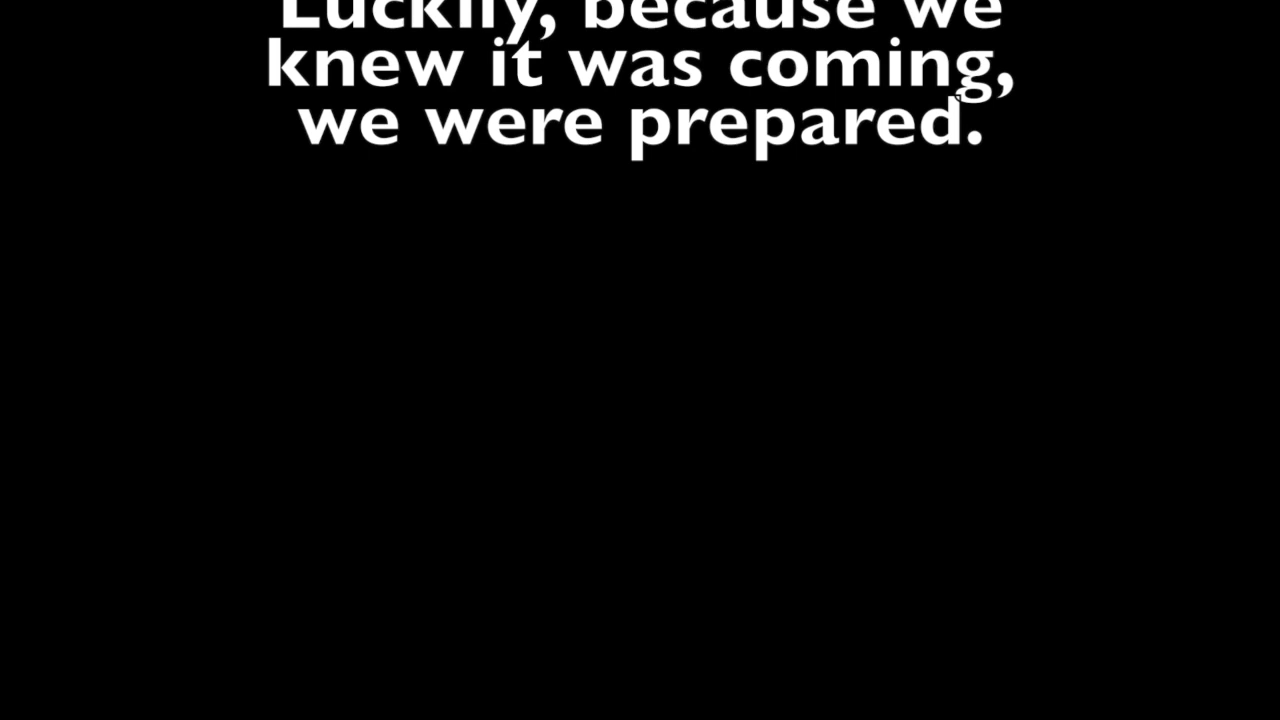 Luckily, because we
knew it was coming,
we were prepared.